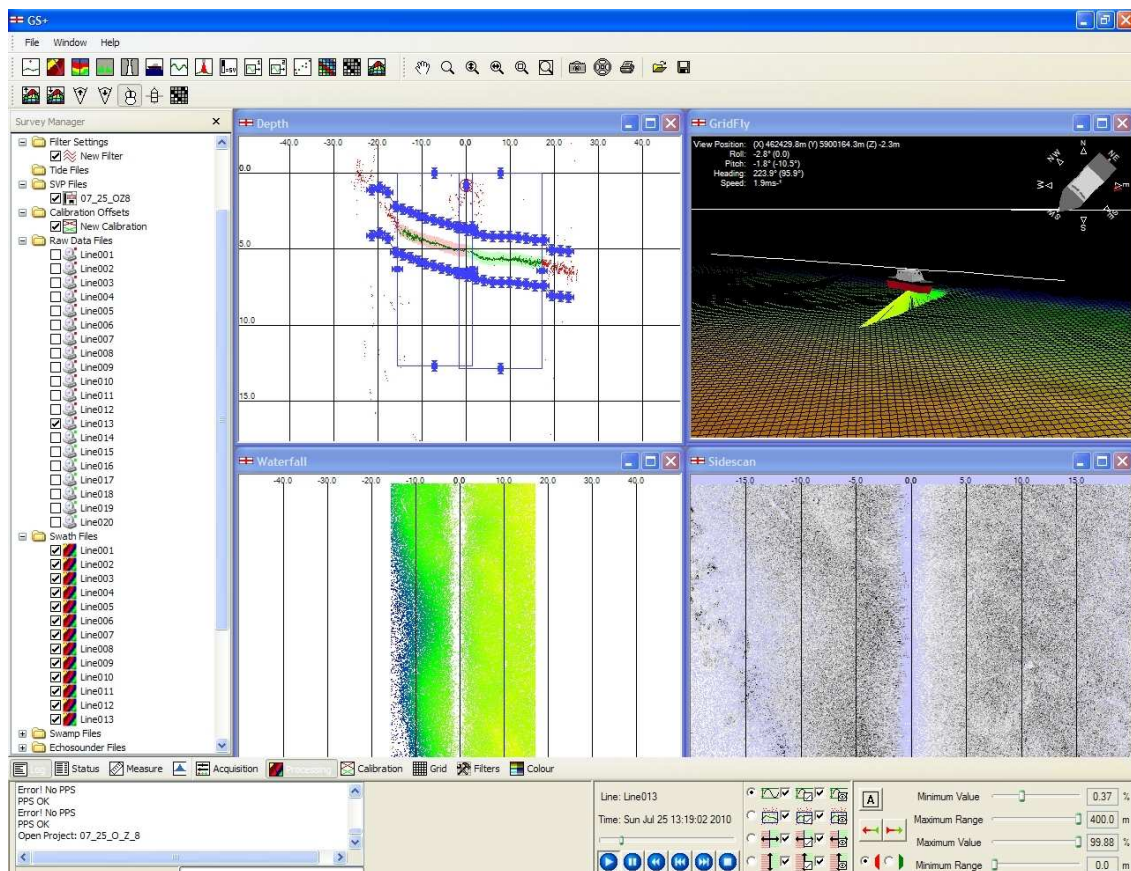 GS+
File Window Help
Survey Manager
Filter Settings
New Filter
Tide Files
SVP Files
07_25_OZ8
Calibration Offsets
New Calibration
Raw Data Files
Line001
Line002
Line003
Line004
Line005
Line006
Line007
Line008
Line009
Line010
Line011
Line012
Line013
Line014
Line015
Line016
Line017
Line018
Line019
Line020
Swath Files
Line001
Line002
Line003
Line004
Line005
Line006
Line007
Line008
Line009
Line010
Line011
Line012
Line013
Swamp Files
Echosounder Files
Depth
-40.0 -30.0 -20.0 -10.0 0.0 10.0 20.0 30.0 40.0
0.0
5.0
10.0
15.0
GridFly
View Position: (X) 462429.8m (Y) 5900164.3m (Z) -2.3m
Roll: -2.8° (0.0)
Pitch: -1.8° (-10.5°)
Heading: 223.9° (95.9°)
Speed: 1.9ms-¹
N
NE
NW
S
Waterfall
-40.0 -30.0 -20.0 -10.0 0.0 10.0 20.0 30.0 40.0
Sidescan
-15.0 -10.0 -5.0 0.0 5.0 10.0 15.0
Log Status Measure Acquisition Processing Calibration Grid Filters Colour
Error! No PPS
PPS OK
Error! No PPS
PPS OK
Open Project: 07_25_O_Z_8
Line: Line013
Time: Sun Jul 25 13:19:02 2010
A
Minimum Value 0.37 %
Maximum Range 400.0 m
Maximum Value 99.88 %
Minimum Range 0.0 m